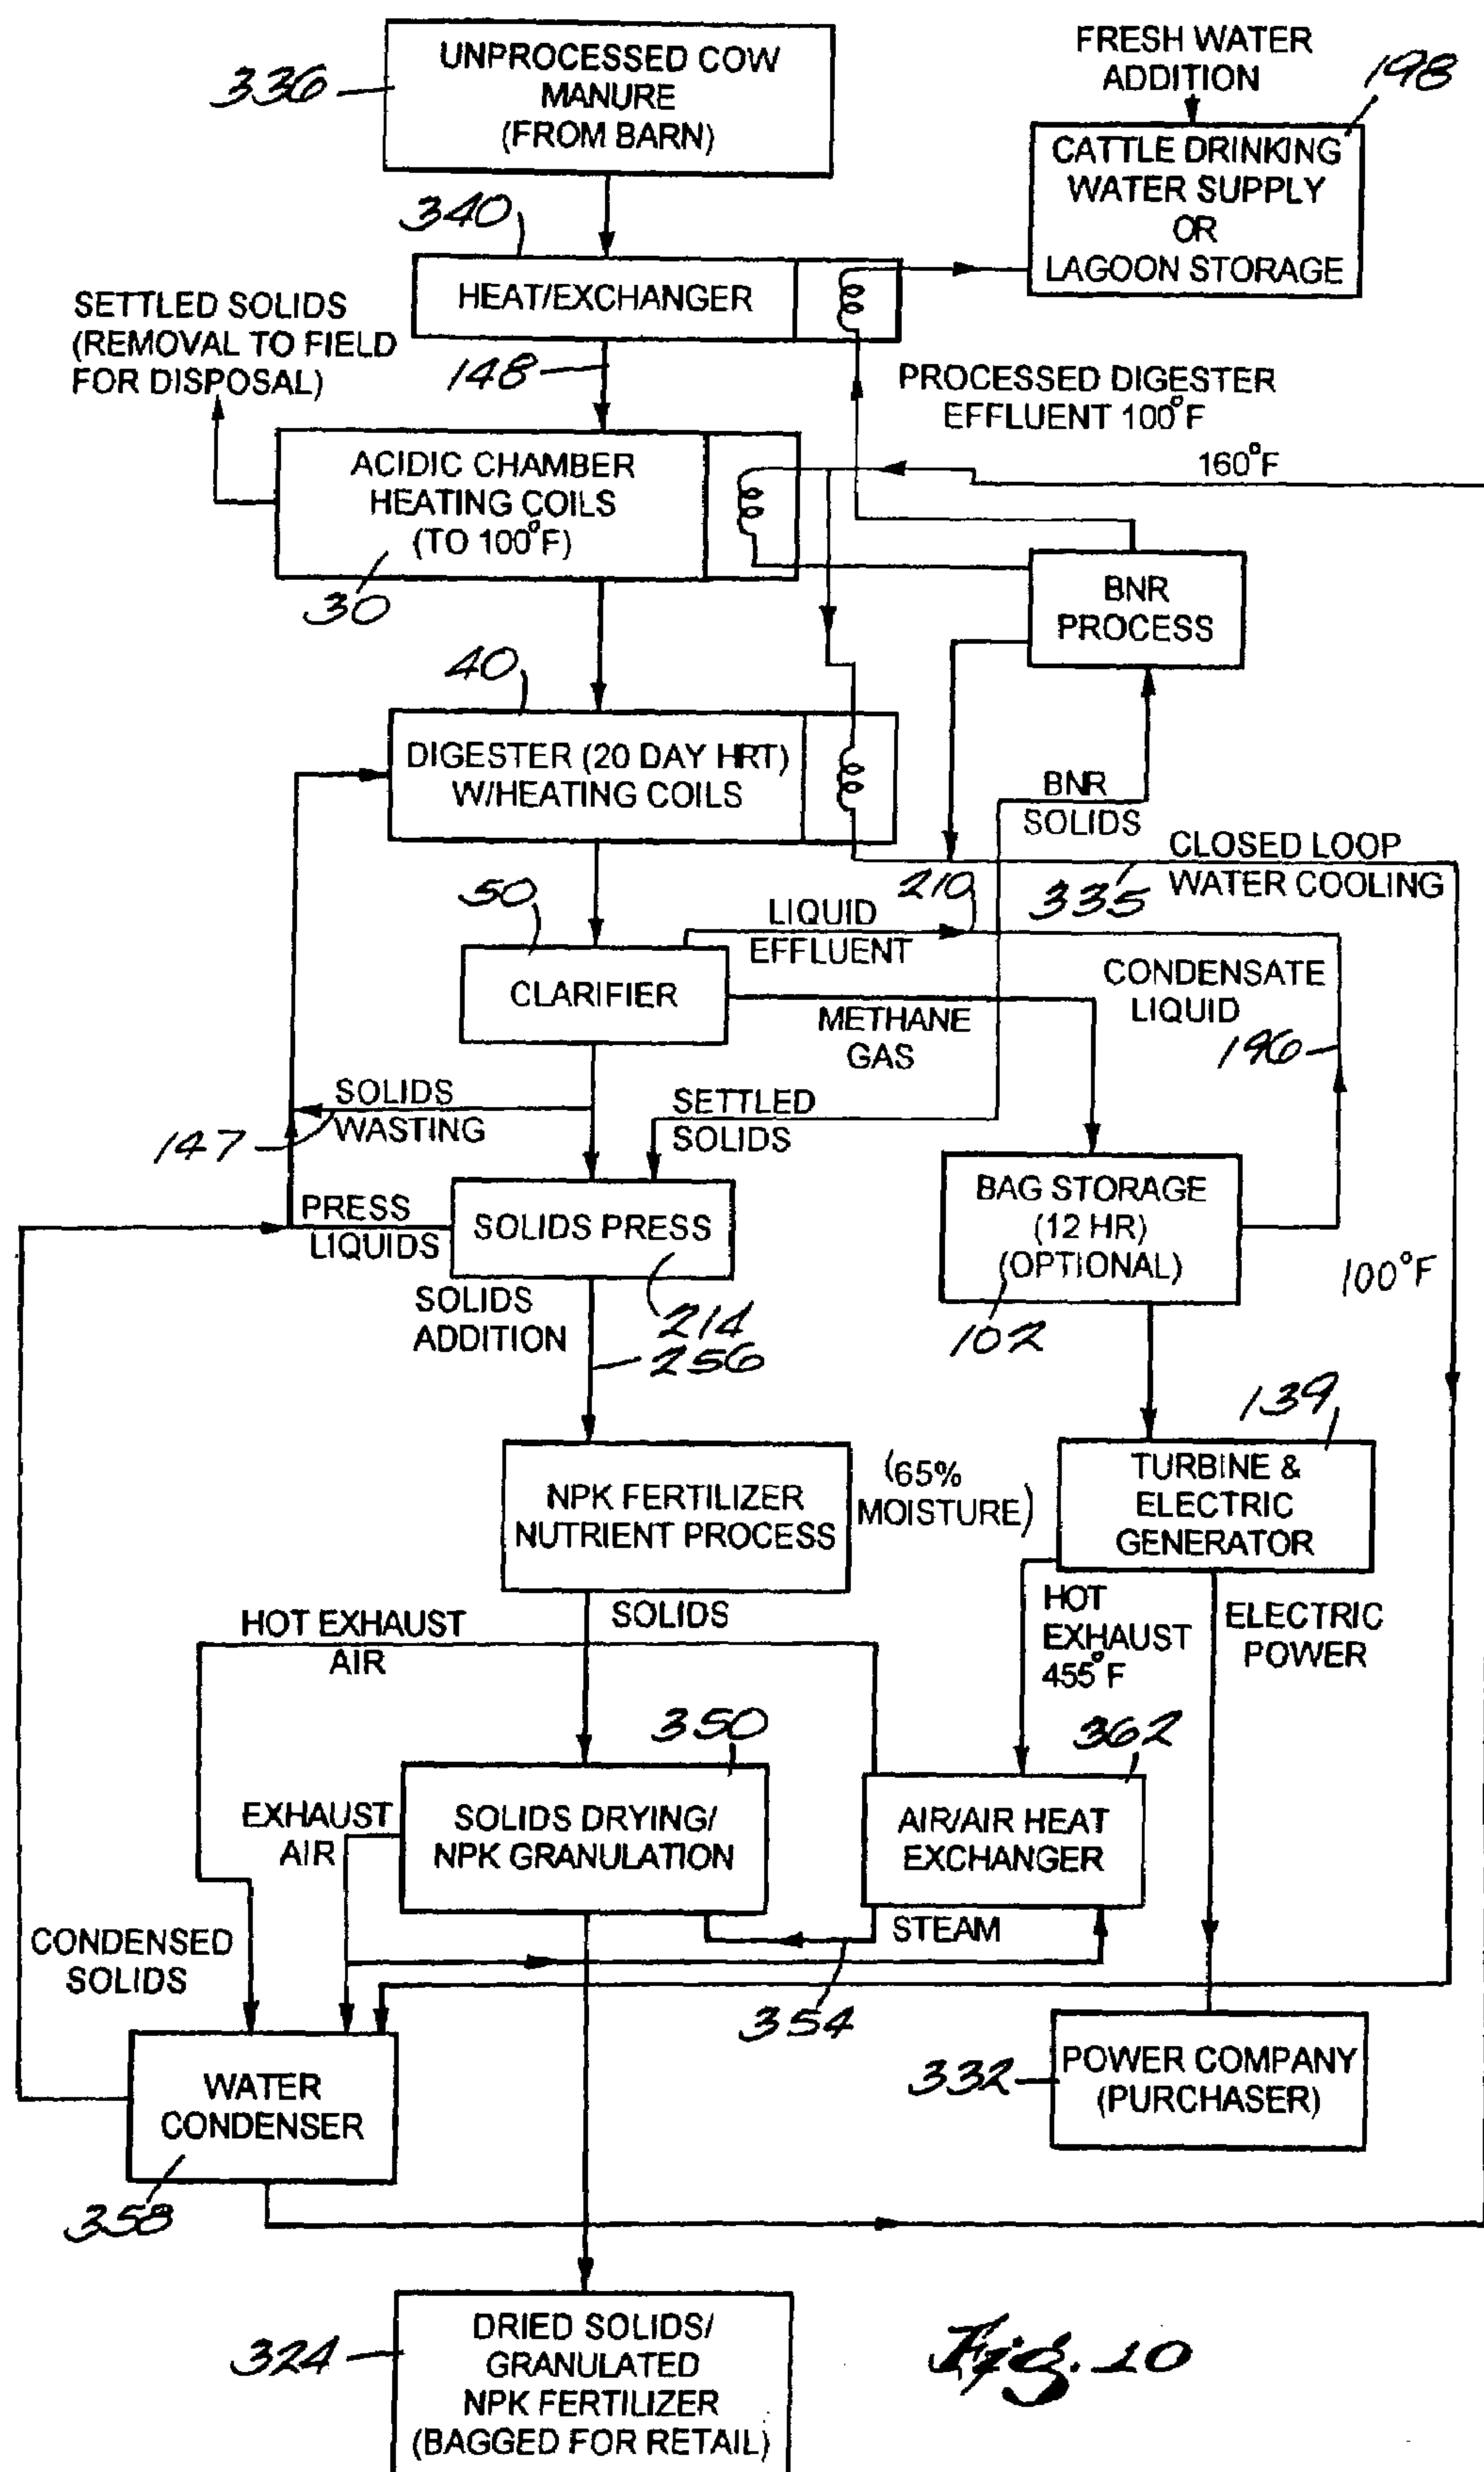 336
UNPROCESSED COW
MANURE
(FROM BARN)
FRESH WATER
ADDITION
198
CATTLE DRINKING
WATER SUPPLY
OR
LAGOON STORAGE
340
HEAT/EXCHANGER
SETTLED SOLIDS
(REMOVAL TO FIELD
FOR DISPOSAL)
148
PROCESSED DIGESTER
EFFLUENT 100°F
160°F
ACIDIC CHAMBER
HEATING COILS
(TO 100°F)
30
BNR
PROCESS
40
DIGESTER (20 DAY HRT)
W/HEATING COILS
BNR
SOLIDS
CLOSED LOOP
WATER COOLING
210
335
50
LIQUID
EFFLUENT
CLARIFIER
METHANE
GAS
CONDENSATE
LIQUID
196
SOLIDS
WASTING
147
SETTLED
SOLIDS
PRESS
LIQUIDS
SOLIDS PRESS
214
BAG STORAGE
(12 HR)
(OPTIONAL)
102
100°F
SOLIDS
ADDITION
256
139
NPK FERTILIZER
NUTRIENT PROCESS
(65%
MOISTURE)
TURBINE &
ELECTRIC
GENERATOR
SOLIDS
HOT EXHAUST
AIR
HOT
EXHAUST
455°F
ELECTRIC
POWER
350
362
EXHAUST
AIR
SOLIDS DRYING/
NPK GRANULATION
AIR/AIR HEAT
EXCHANGER
STEAM
CONDENSED
SOLIDS
354
WATER
CONDENSER
358
332
POWER COMPANY
(PURCHASER)
324
DRIED SOLIDS/
GRANULATED
NPK FERTILIZER
(BAGGED FOR RETAIL)
Fig. 10